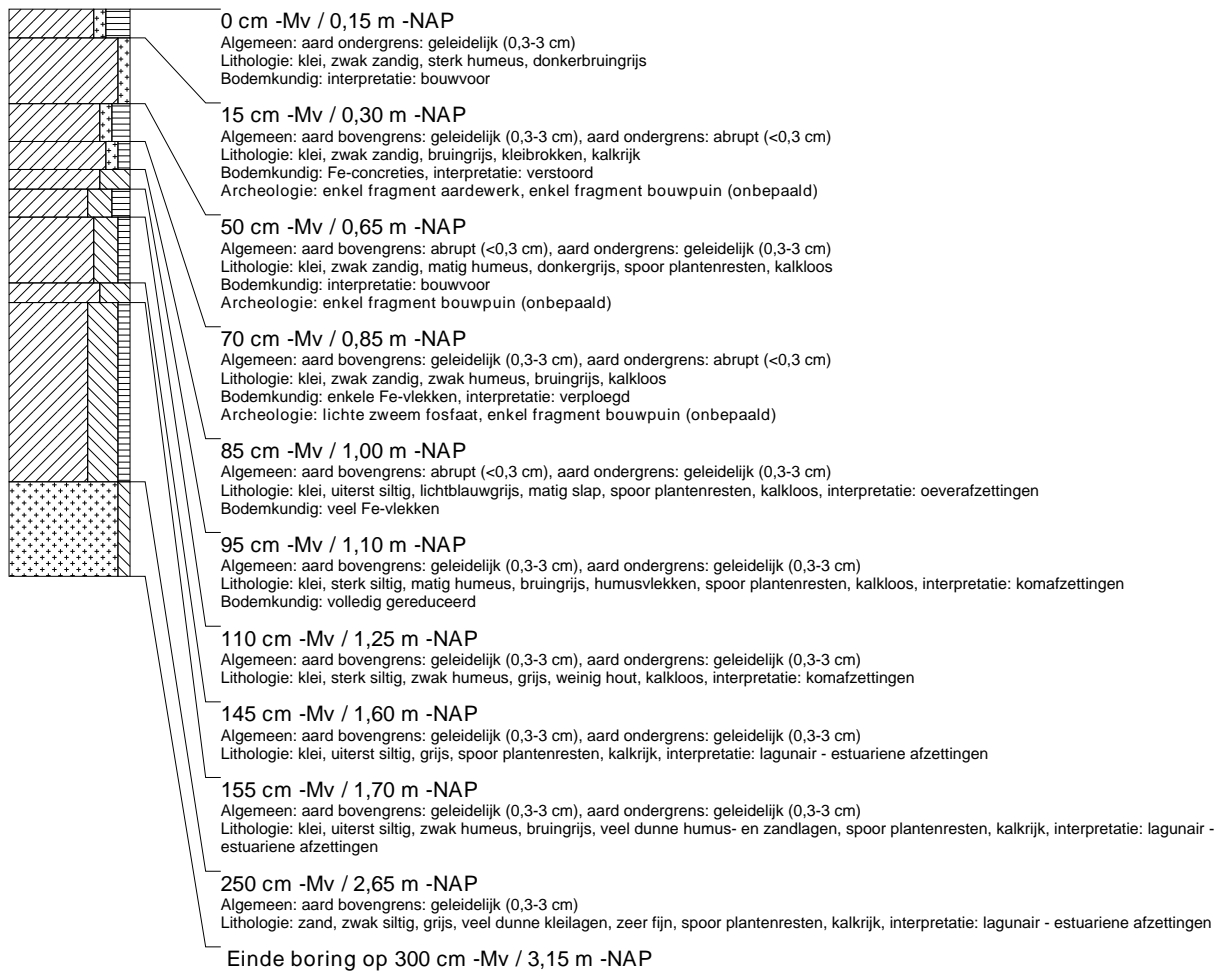 0 cm -Mv / 0,15 m -NAP
Algemeen: aard ondergrens: geleidelijk (0,3-3 cm)
Lithologie: klei, zwak zandig, sterk humeus, donkerbruingrijs
Bodemkundig: interpretatie: bouwvoor
15 cm -Mv / 0,30 m -NAP
Algemeen: aard bovengrens: geleidelijk (0,3-3 cm), aard ondergrens: abrupt (<0,3 cm)
Lithologie: klei, zwak zandig, bruingrijs, kleibrokken, kalkrijk
Bodemkundig: Fe-concreties, interpretatie: verstoord
Archeologie: enkel fragment aardewerk, enkel fragment bouwpuin (onbepaald)
50 cm -Mv / 0,65 m -NAP
Algemeen: aard bovengrens: abrupt (<0,3 cm), aard ondergrens: geleidelijk (0,3-3 cm)
Lithologie: klei, zwak zandig, matig humeus, donkergrijs, spoor plantenresten, kalkloos
Bodemkundig: interpretatie: bouwvoor
Archeologie: enkel fragment bouwpuin (onbepaald)
70 cm -Mv / 0,85 m -NAP
Algemeen: aard bovengrens: geleidelijk (0,3-3 cm), aard ondergrens: abrupt (<0,3 cm)
Lithologie: klei, zwak zandig, zwak humeus, bruingrijs, kalkloos
Bodemkundig: enkele Fe-vlekken, interpretatie: verploegd
Archeologie: lichte zweem fosfaat, enkel fragment bouwpuin (onbepaald)
85 cm -Mv / 1,00 m -NAP
Algemeen: aard bovengrens: abrupt (<0,3 cm), aard ondergrens: geleidelijk (0,3-3 cm)
Lithologie: klei, uiterst siltig, lichtblauwgrijs, matig slap, spoor plantenresten, kalkloos, interpretatie: oeverafzettingen
Bodemkundig: veel Fe-vlekken
95 cm -Mv / 1,10 m -NAP
Algemeen: aard bovengrens: geleidelijk (0,3-3 cm), aard ondergrens: geleidelijk (0,3-3 cm)
Lithologie: klei, sterk siltig, matig humeus, bruingrijs, humusvlekken, spoor plantenresten, kalkloos, interpretatie: komafzettingen
Bodemkundig: volledig gereduceerd
110 cm -Mv / 1,25 m -NAP
Algemeen: aard bovengrens: geleidelijk (0,3-3 cm), aard ondergrens: geleidelijk (0,3-3 cm)
Lithologie: klei, sterk siltig, zwak humeus, grijs, weinig hout, kalkloos, interpretatie: komafzettingen
145 cm -Mv / 1,60 m -NAP
Algemeen: aard bovengrens: geleidelijk (0,3-3 cm), aard ondergrens: geleidelijk (0,3-3 cm)
Lithologie: klei, uiterst siltig, grijs, spoor plantenresten, kalkrijk, interpretatie: lagunair - estuariene afzettingen
155 cm -Mv / 1,70 m -NAP
Algemeen: aard bovengrens: geleidelijk (0,3-3 cm), aard ondergrens: geleidelijk (0,3-3 cm)
Lithologie: klei, uiterst siltig, zwak humeus, bruingrijs, veel dunne humus- en zandlagen, spoor plantenresten, kalkrijk, interpretatie: lagunair -
estuariene afzettingen
250 cm -Mv / 2,65 m -NAP
Algemeen: aard bovengrens: geleidelijk (0,3-3 cm)
Lithologie: zand, zwak siltig, grijs, veel dunne kleilagen, zeer fijn, spoor plantenresten, kalkrijk, interpretatie: lagunair - estuariene afzettingen
Einde boring op 300 cm -Mv / 3,15 m -NAP